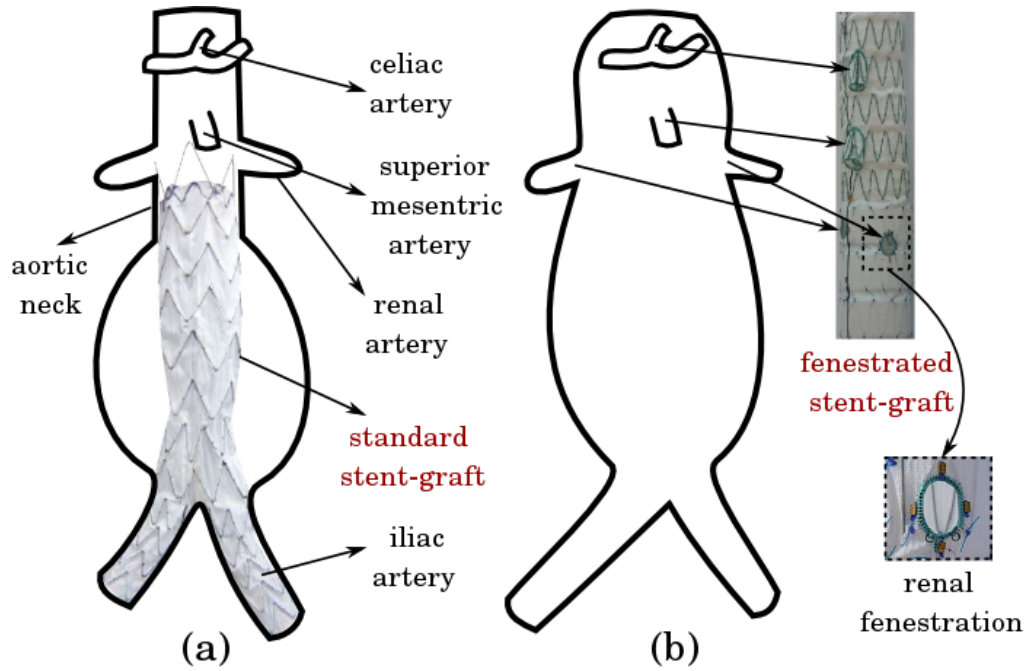 celiac
artery
superior
mesentric
artery
aortic
neck
renal
artery
standard
stent-graft
iliac
artery
(a)
fenestrated
stent-graft
renal
fenestration
(b)